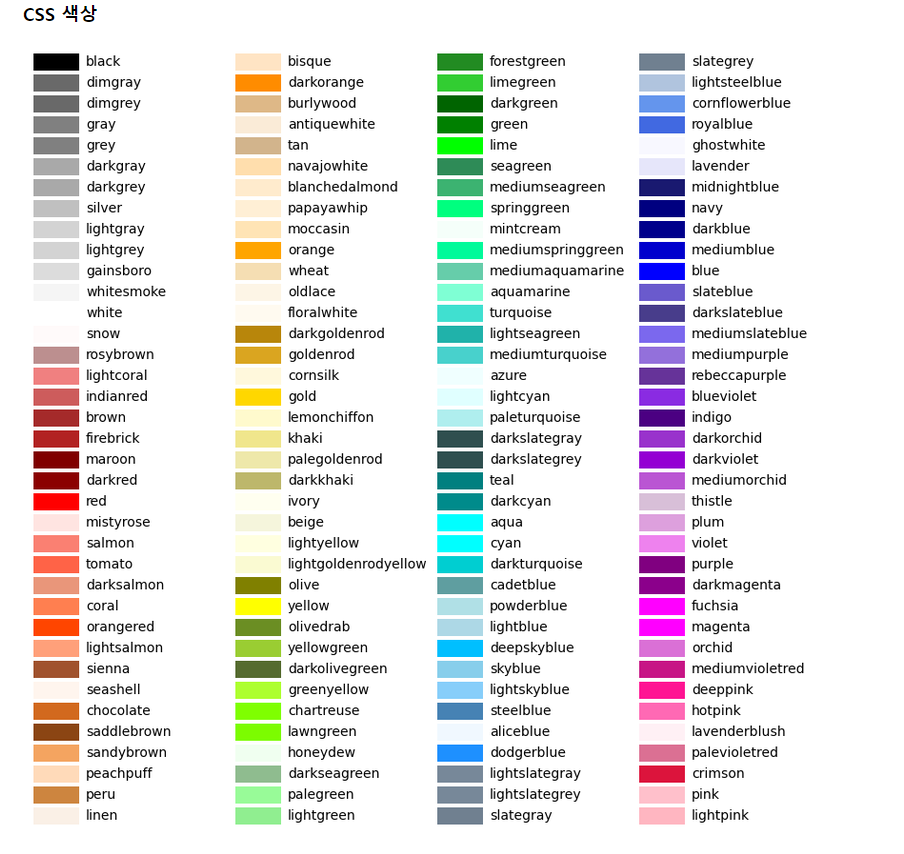 CSS 색상
black
dimgray
dimgrey
gray
grey
darkgray
darkgrey
silver
lightgray
lightgrey
gainsboro
whitesmoke
white
snow
rosybrown
lightcoral
indianred
brown
firebrick
maroon
darkred
red
mistyrose
salmon
tomato
darksalmon
coral
orangered
lightsalmon
sienna
seashell
chocolate
saddlebrown
sandybrown
peachpuff
peru
linen
bisque
darkorange
burlywood
antiquewhite
tan
navajowhite
blanchedalmond
papayawhip
moccasin
orange
wheat
oldlace
floralwhite
darkgoldenrod
goldenrod
cornsilk
gold
lemonchiffon
khaki
palegoldenrod
darkkhaki
ivory
beige
lightyellow
lightgoldenrodyellow
olive
yellow
olivedrab
yellowgreen
darkolivegreen
greenyellow
chartreuse
lawngreen
honeydew
darkseagreen
palegreen
lightgreen
forestgreen
limegreen
darkgreen
green
lime
seagreen
mediumseagreen
springgreen
mintcream
mediumspringgreen
mediumaquamarine
aquamarine
turquoise
lightseagreen
mediumturquoise
azure
lightcyan
paleturquoise
darkslategray
darkslategrey
teal
darkcyan
aqua
cyan
darkturquoise
cadetblue
powderblue
lightblue
deepskyblue
skyblue
lightskyblue
steelblue
aliceblue
dodgerblue
lightslategray
lightslategrey
slategray
slategrey
lightsteelblue
cornflowerblue
royalblue
ghostwhite
lavender
midnightblue
navy
darkblue
mediumblue
blue
slateblue
darkslateblue
mediumslateblue
mediumpurple
rebeccapurple
blueviolet
indigo
darkorchid
darkviolet
mediumorchid
thistle
plum
violet
purple
darkmagenta
fuchsia
magenta
orchid
mediumvioletred
deeppink
hotpink
lavenderblush
palevioletred
crimson
pink
lightpink